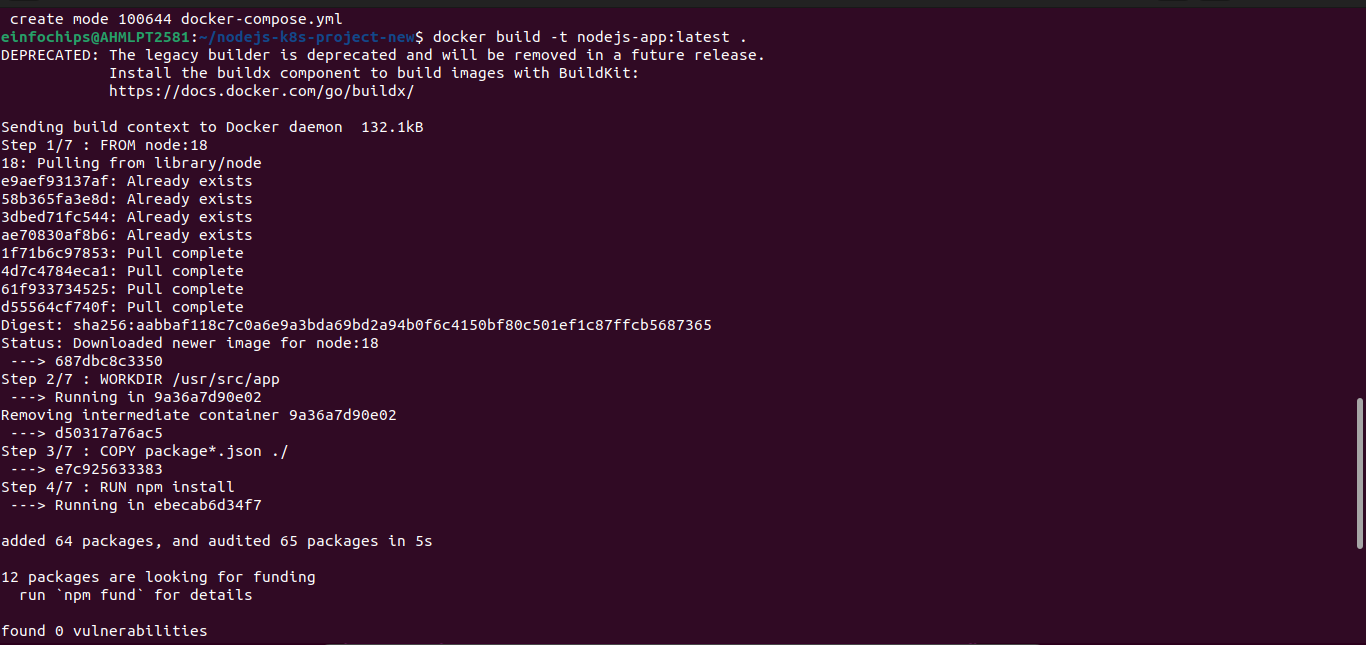 create mode 100644 docker-compose.yml
einfochips@AHMLPT2581:~/nodejs-k8s-project-new$ docker build -t nodejs-app:latest .
DEPRECATED: The legacy builder is deprecated and will be removed in a future release.
Install the buildx component to build images with BuildKit:
https://docs.docker.com/go/buildx/
Sending build context to Docker daemon  132.1kB
Step 1/7 : FROM node:18
18: Pulling from library/node
e9aef93137af: Already exists
58b365fa3e8d: Already exists
3dbed71fc544: Already exists
ae70830af8b6: Already exists
1f71b6c97853: Pull complete
4d7c4784eca1: Pull complete
61f933734525: Pull complete
d55564cf740f: Pull complete
Digest: sha256:aabbaf118c7c0a6e9a3bda69bd2a94b0f6c4150bf80c501ef1c87ffcb5687365
Status: Downloaded newer image for node:18
---> 687dbc8c3350
Step 2/7 : WORKDIR /usr/src/app
---> Running in 9a36a7d90e02
Removing intermediate container 9a36a7d90e02
---> d50317a76ac5
Step 3/7 : COPY package*.json ./
---> e7c925633383
Step 4/7 : RUN npm install
---> Running in ebecab6d34f7
added 64 packages, and audited 65 packages in 5s
12 packages are looking for funding
run `npm fund` for details
found 0 vulnerabilities